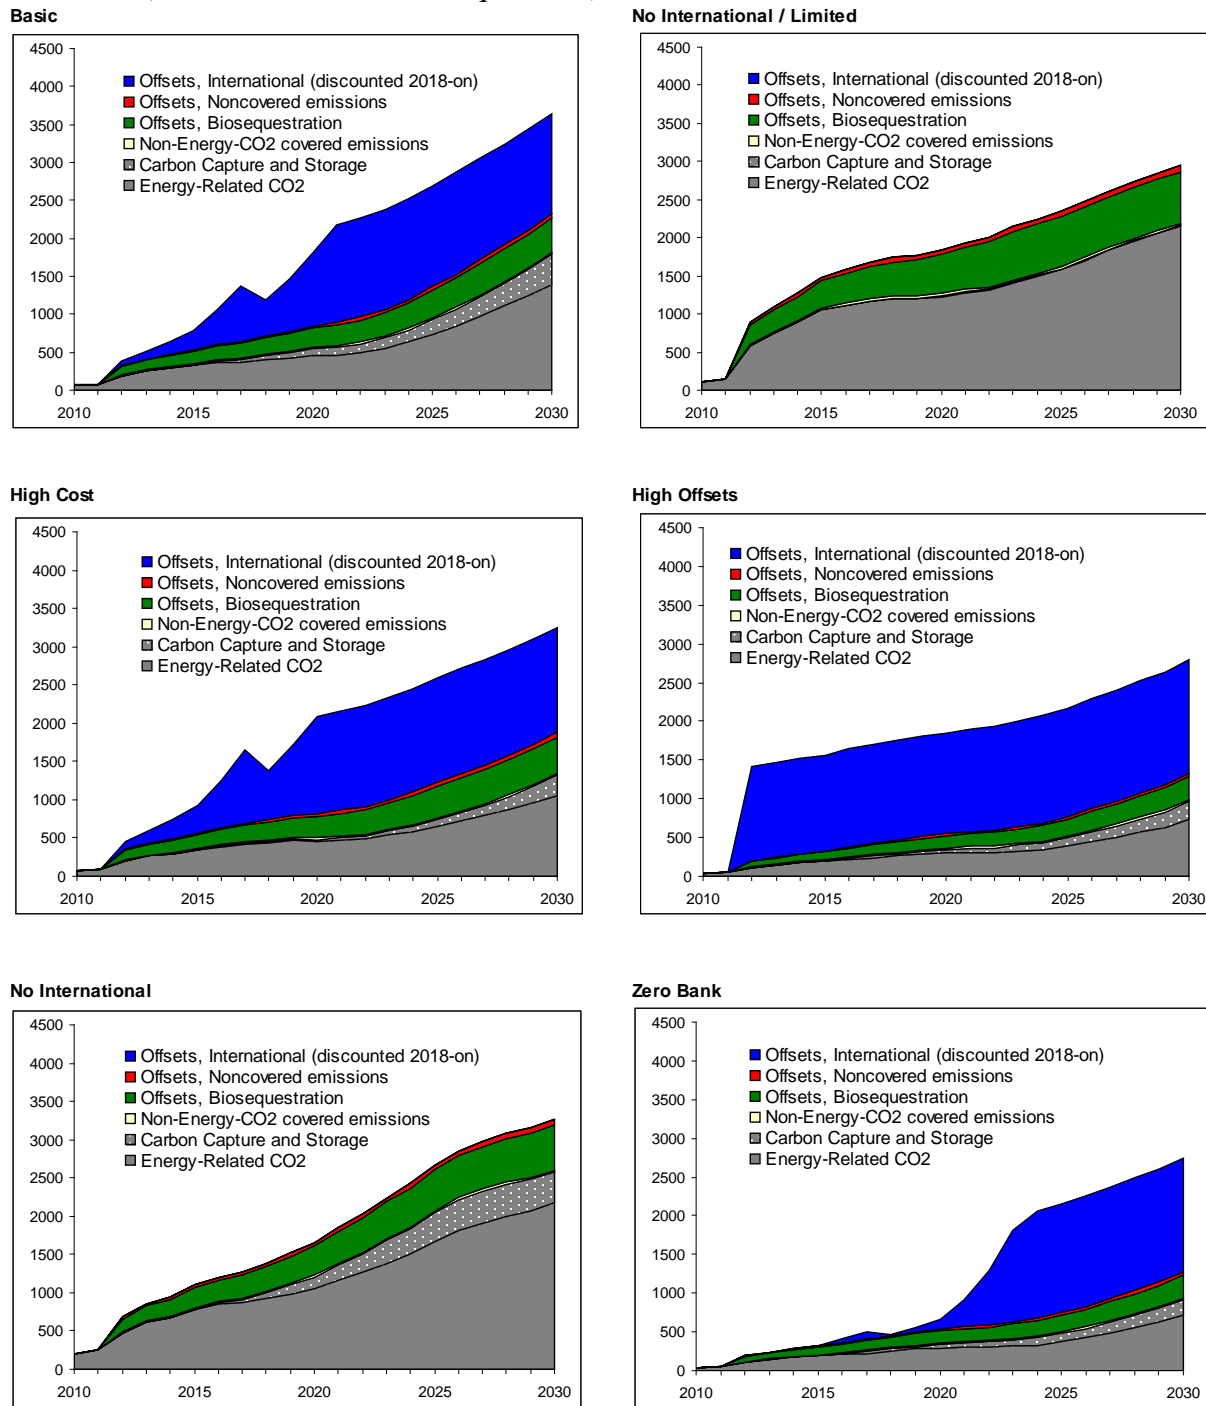 Basic
4500
4000
3500
3000
2500
2000
1500
1000
500
0
Offsets, International (discounted 2018-on)
Offsets, Noncovered emissions
Offsets, Biosequestration
Non-Energy-CO2 covered emissions
Carbon Capture and Storage
Energy-Related CO2
2010 2015 2020 2025 2030
No International / Limited
4500
4000
3500
3000
2500
2000
1500
1000
500
0
Offsets, International (discounted 2018-on)
Offsets, Noncovered emissions
Offsets, Biosequestration
Non-Energy-CO2 covered emissions
Carbon Capture and Storage
Energy-Related CO2
2010 2015 2020 2025 2030
High Cost
4500
4000
3500
3000
2500
2000
1500
1000
500
0
Offsets, International (discounted 2018-on)
Offsets, Noncovered emissions
Offsets, Biosequestration
Non-Energy-CO2 covered emissions
Carbon Capture and Storage
Energy-Related CO2
2010 2015 2020 2025 2030
High Offsets
4500
4000
3500
3000
2500
2000
1500
1000
500
0
Offsets, International (discounted 2018-on)
Offsets, Noncovered emissions
Offsets, Biosequestration
Non-Energy-CO2 covered emissions
Carbon Capture and Storage
Energy-Related CO2
2010 2015 2020 2025 2030
No International
4500
4000
3500
3000
2500
2000
1500
1000
500
0
Offsets, International (discounted 2018-on)
Offsets, Noncovered emissions
Offsets, Biosequestration
Non-Energy-CO2 covered emissions
Carbon Capture and Storage
Energy-Related CO2
2010 2015 2020 2025 2030
Zero Bank
4500
4000
3500
3000
2500
2000
1500
1000
500
0
Offsets, International (discounted 2018-on)
Offsets, Noncovered emissions
Offsets, Biosequestration
Non-Energy-CO2 covered emissions
Carbon Capture and Storage
Energy-Related CO2
2010 2015 2020 2025 2030